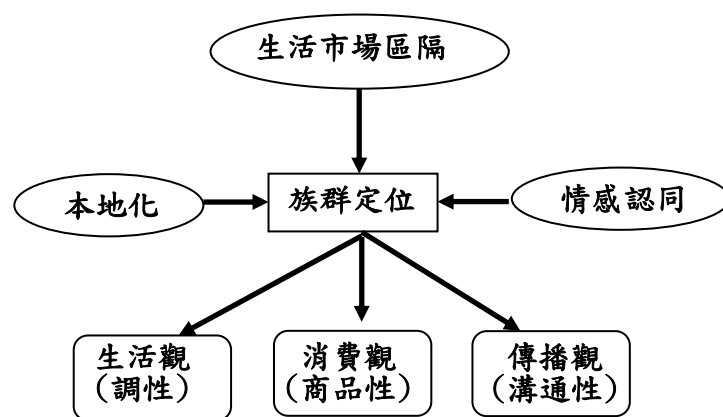 生活市場區隔
本地化
族群定位
情感認同
生活觀
（調性）
消費觀
（商品性）
傳播觀
（溝通性）